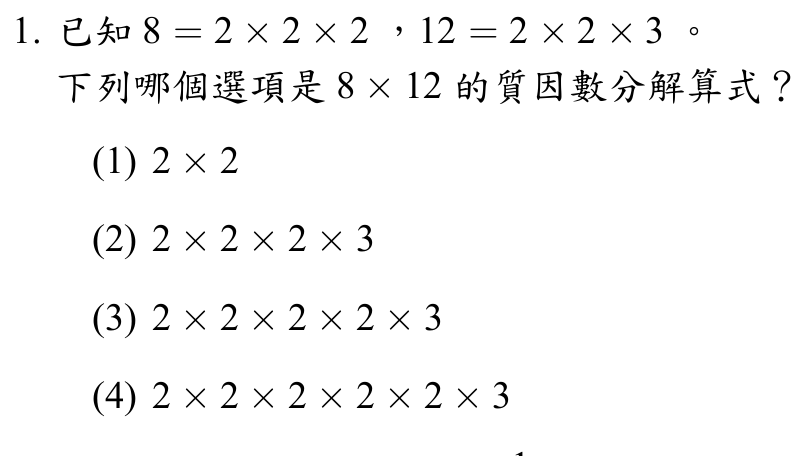 1. 已知 8 = 2 × 2 × 2 ，12 = 2 × 2 × 3 。
下列哪個選項是 8 × 12 的質因數分解算式？
(1) 2 × 2
(2) 2 × 2 × 2 × 3
(3) 2 × 2 × 2 × 2 × 3
(4) 2 × 2 × 2 × 2 × 2 × 3